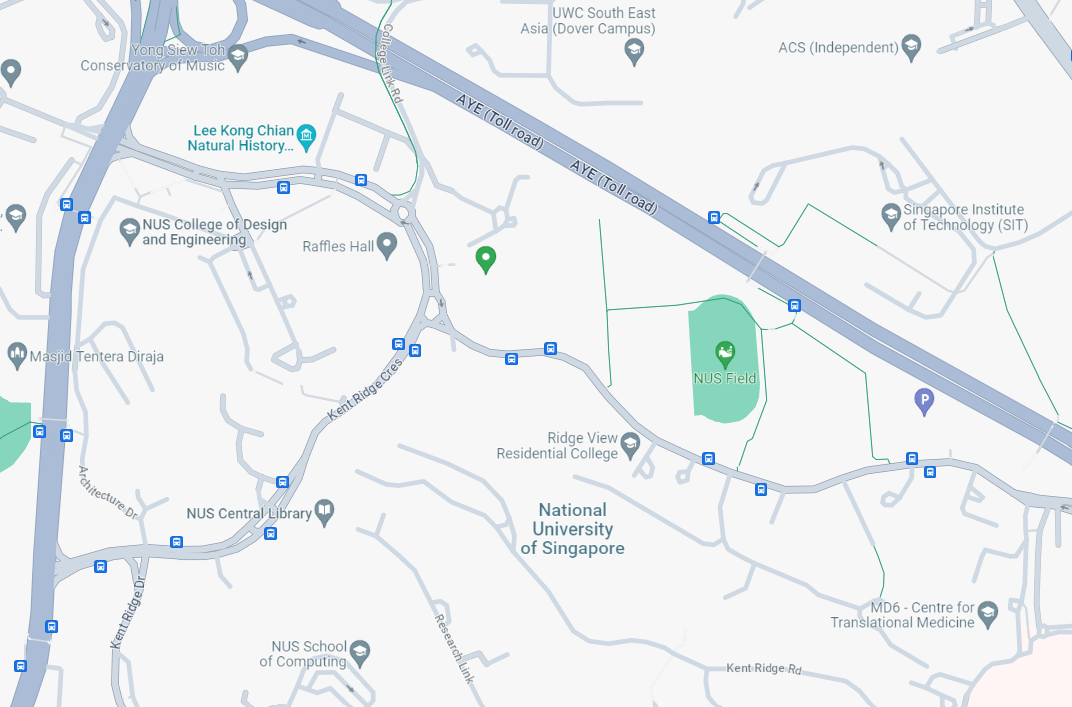 UWC South East
Asia (Dover Campus)
ACS (Independent)
Yong Siew Toh
Conservatory of Music
College Link Rd
AYE (Toll road)
Lee Kong Chian
Natural History...
AYE (Toll road)
NUS College of Design
and Engineering
Raffles Hall
Singapore Institute
of Technology (SIT)
Masjid Tentera Diraja
NUS Field
Kent Ridge Cres
P
Ridge View
Residential College
Architecture Dr
NUS Central Library
National
University
of Singapore
Kent Ridge Dr
MD6 - Centre for
Translational Medicine
Research Link
NUS School
of Computing
Kent Ridge Rd